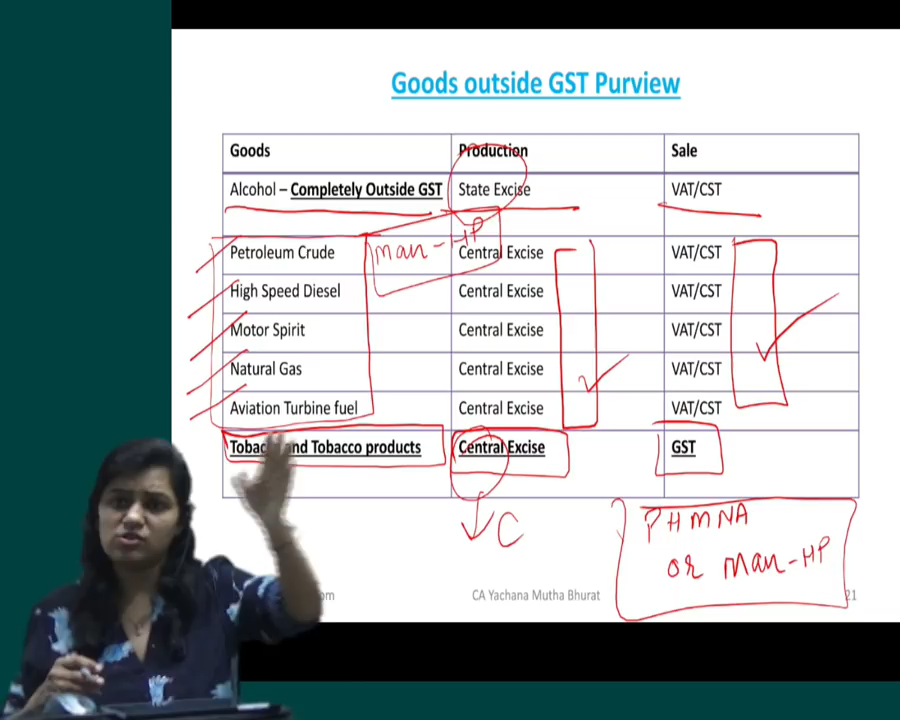 Goods outside GST Purview
Goods Production Sale
Alcohol – Completely Outside GST State Excise VAT/CST
man-HP
Petroleum Crude Central Excise VAT/CST
High Speed Diesel Central Excise VAT/CST
Motor Spirit Central Excise VAT/CST
Natural Gas Central Excise VAT/CST
Aviation Turbine fuel Central Excise VAT/CST
and Tobacco products Central Excise GST
C
PHMNA
or man-HP
CA Yachana Mutha Bhurat 21